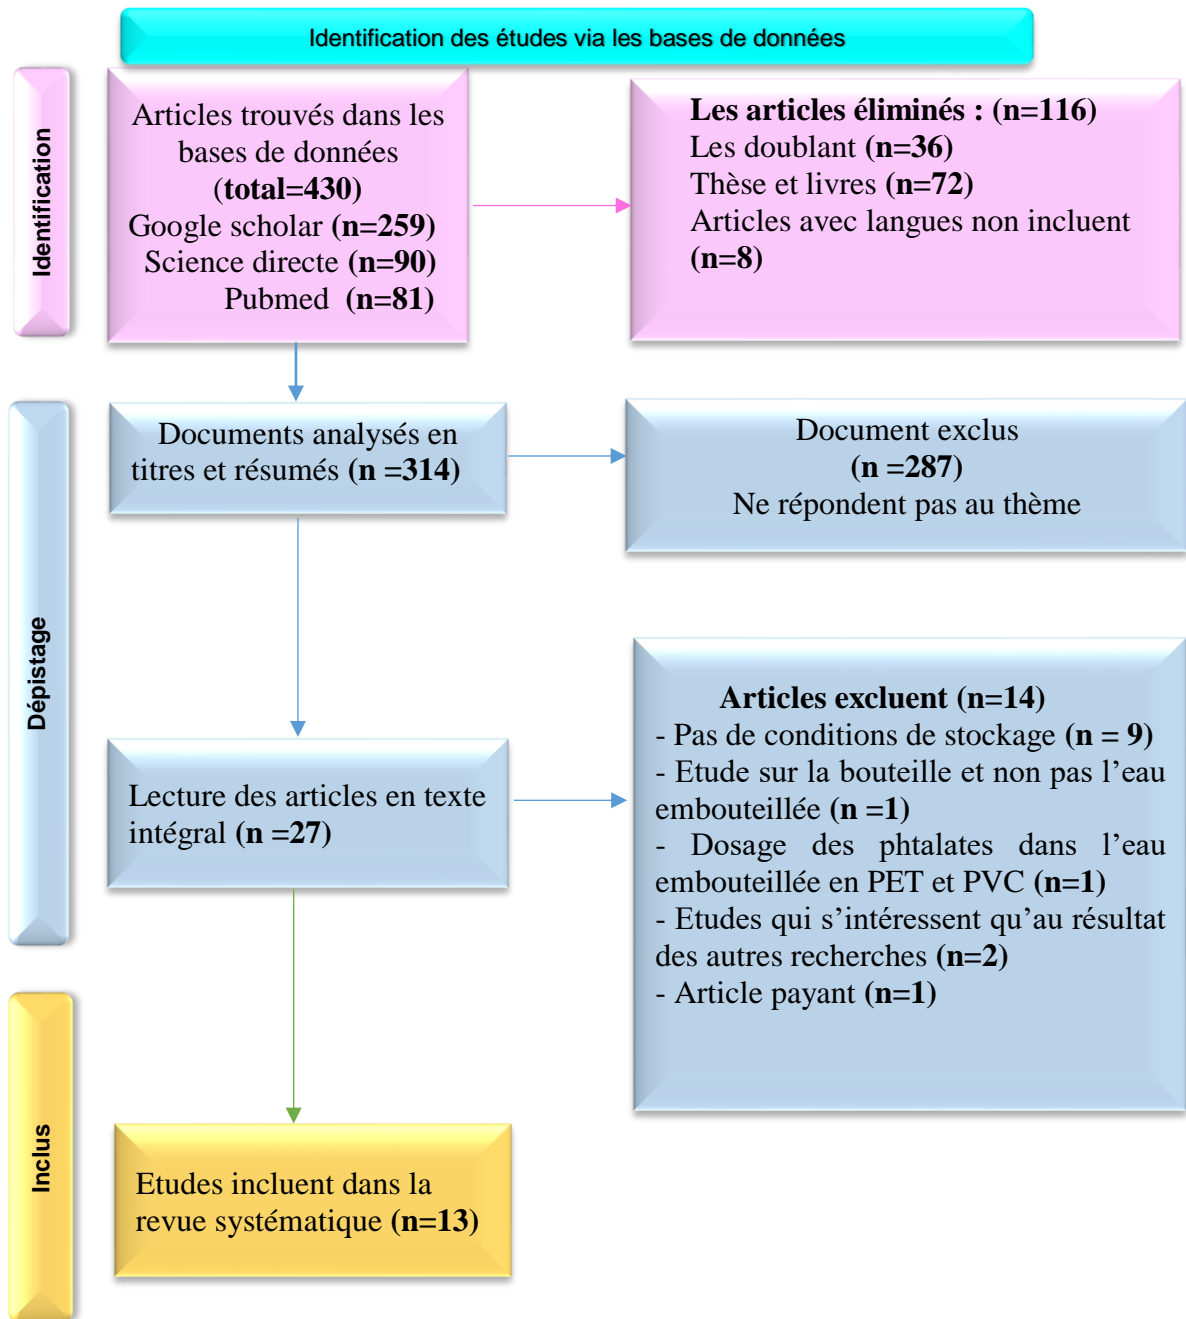 Identification des études via les bases de données
Identification
Articles trouvés dans les
bases de données
(total=430)
Google scholar (n=259)
Science directe (n=90)
Pubmed (n=81)
Les articles éliminés : (n=116)
Les doublant (n=36)
Thèse et livres (n=72)
Articles avec langues non incluent
(n=8)
Dépistage
Documents analysés en
titres et résumés (n =314)
Document exclus
(n =287)
Ne répondent pas au thème
Lecture des articles en texte
intégral (n =27)
Articles excluent (n=14)
- Pas de conditions de stockage (n = 9)
- Etude sur la bouteille et non pas l’eau
embouteillée (n =1)
- Dosage des phtalates dans l’eau
embouteillée en PET et PVC (n=1)
- Etudes qui s’intéressent qu’au résultat
des autres recherches (n=2)
- Article payant (n=1)
Inclus
Etudes incluent dans la
revue systématique (n=13)